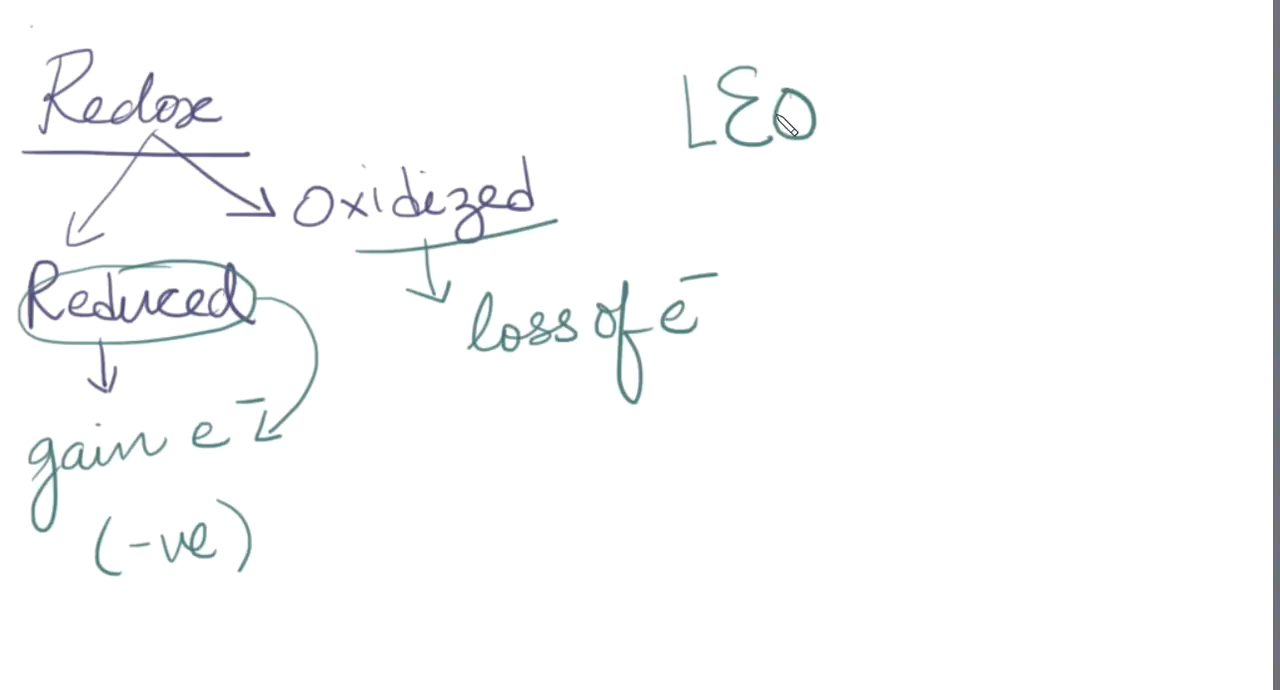 Redox
LEO
Oxidized
Reduced
loss of e⁻
gain e⁻
(-ve)